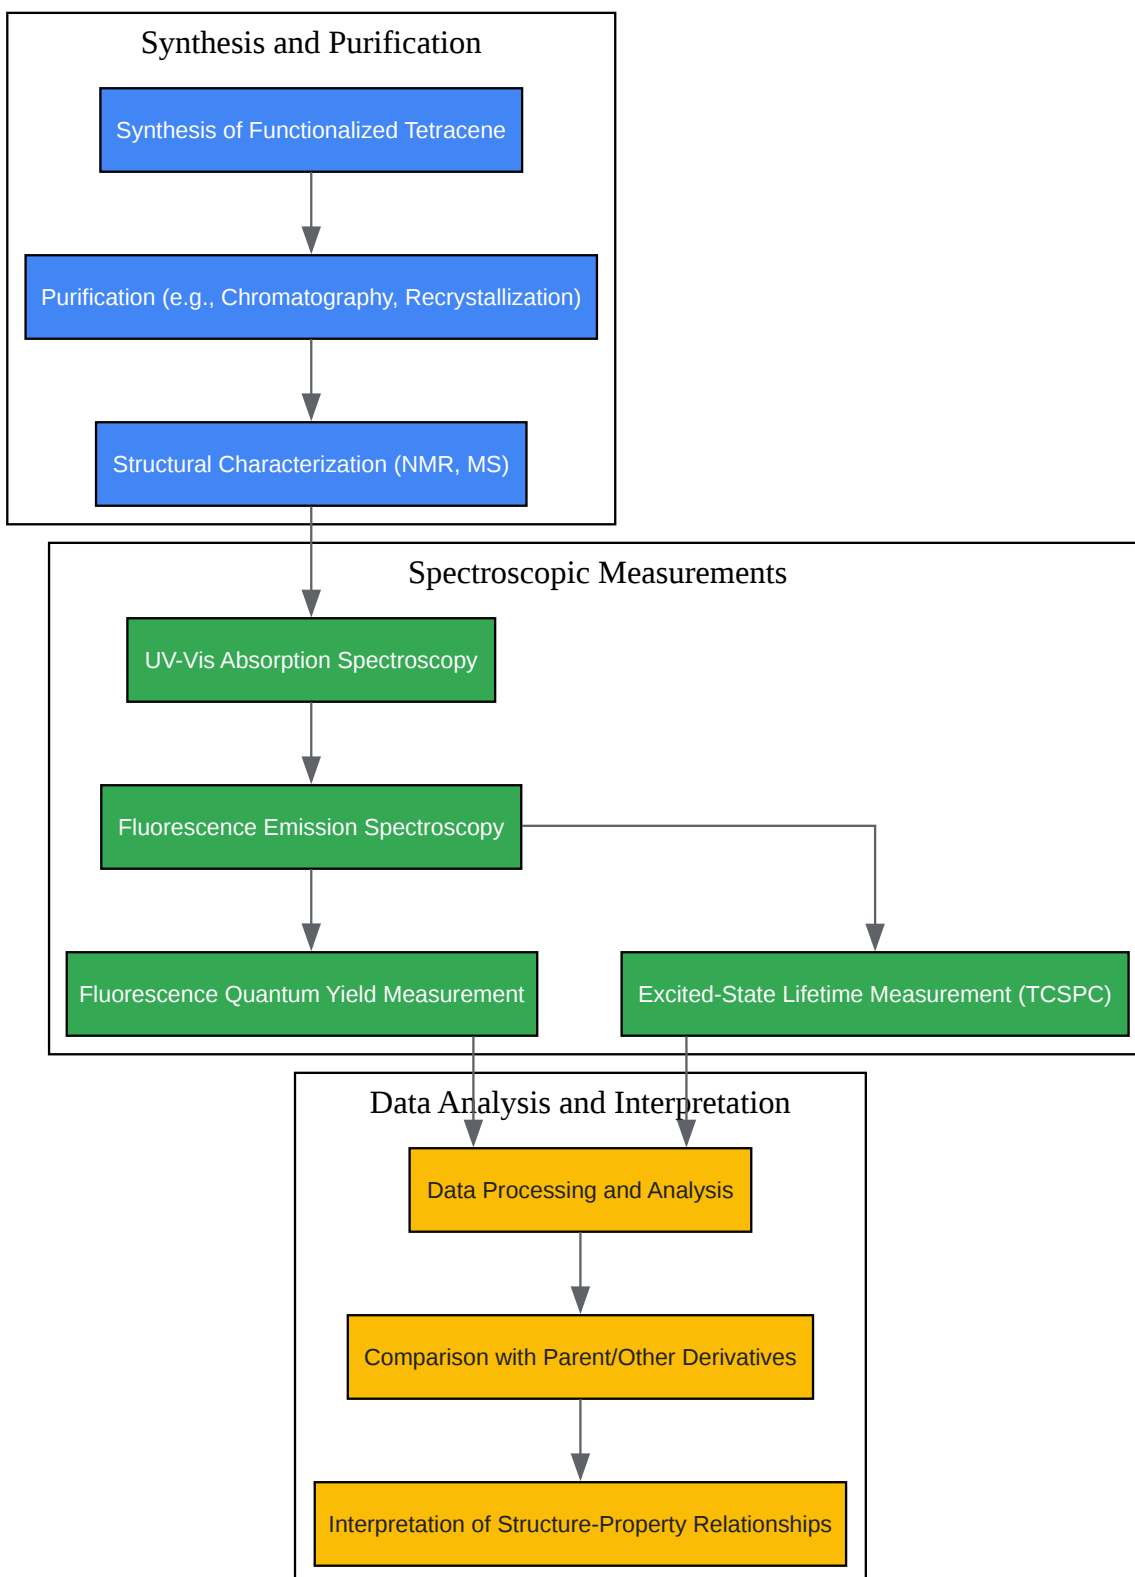 Synthesis and Purification
Synthesis of Functionalized Tetracene
Purification (e.g., Chromatography, Recrystallization)
Structural Characterization (NMR, MS)
Spectroscopic Measurements
UV-Vis Absorption Spectroscopy
Fluorescence Emission Spectroscopy
Fluorescence Quantum Yield Measurement
Excited-State Lifetime Measurement (TCSPC)
Data Analysis and Interpretation
Data Processing and Analysis
Comparison with Parent/Other Derivatives
Interpretation of Structure-Property Relationships